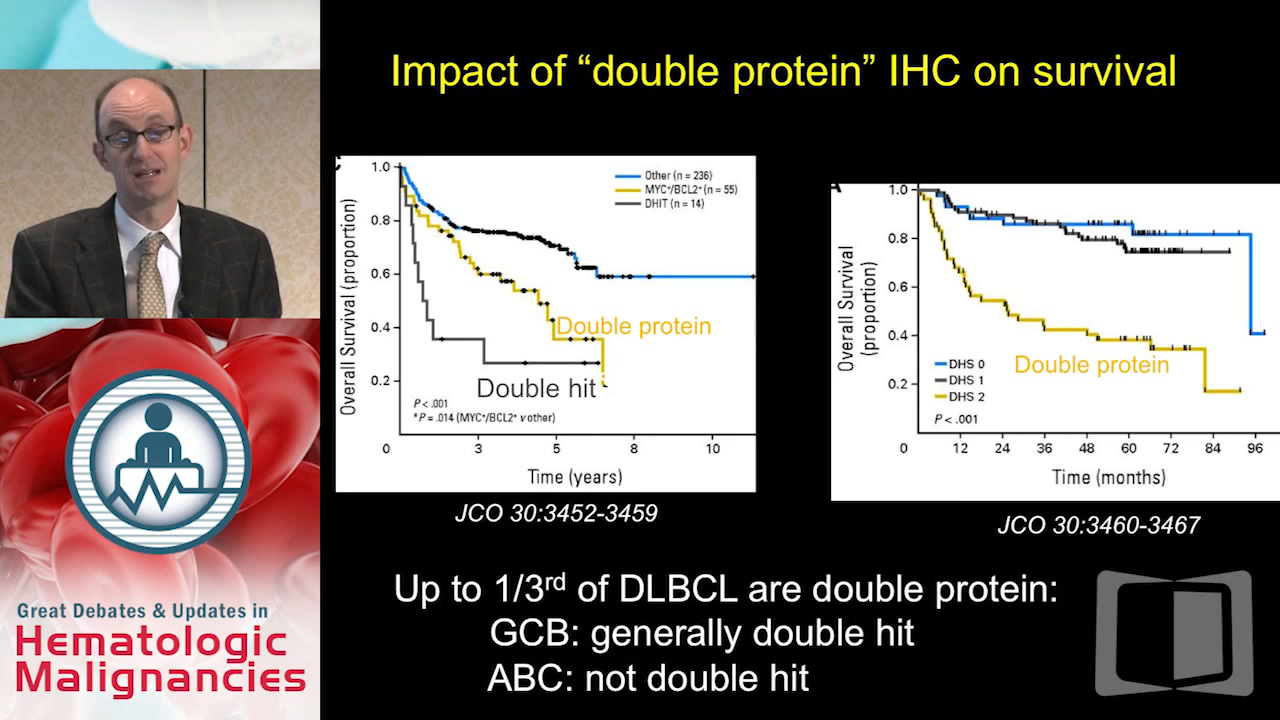 Impact of “double protein” IHC on survival
Other (n = 236)
MYC⁺/BCL2⁺ (n = 55)
DHIT (n = 14)
Overall Survival (proportion)
1.0
0.8
0.6
0.4
0.2
0
3
5
8
10
Time (years)
Double protein
Double hit
P < .001
*P = .014 (MYC⁺/BCL2⁺ v other)
JCO 30:3452-3459
A
Overall Survival
(proportion)
1.0
0.8
0.6
0.4
0.2
0
12
24
36
48
60
72
84
96
Time (months)
Double protein
DHS 0
DHS 1
DHS 2
P < .001
JCO 30:3460-3467
Up to 1/3rd of DLBCL are double protein:
GCB: generally double hit
ABC: not double hit
Great Debates & Updates in
Hematologic
Malignancies